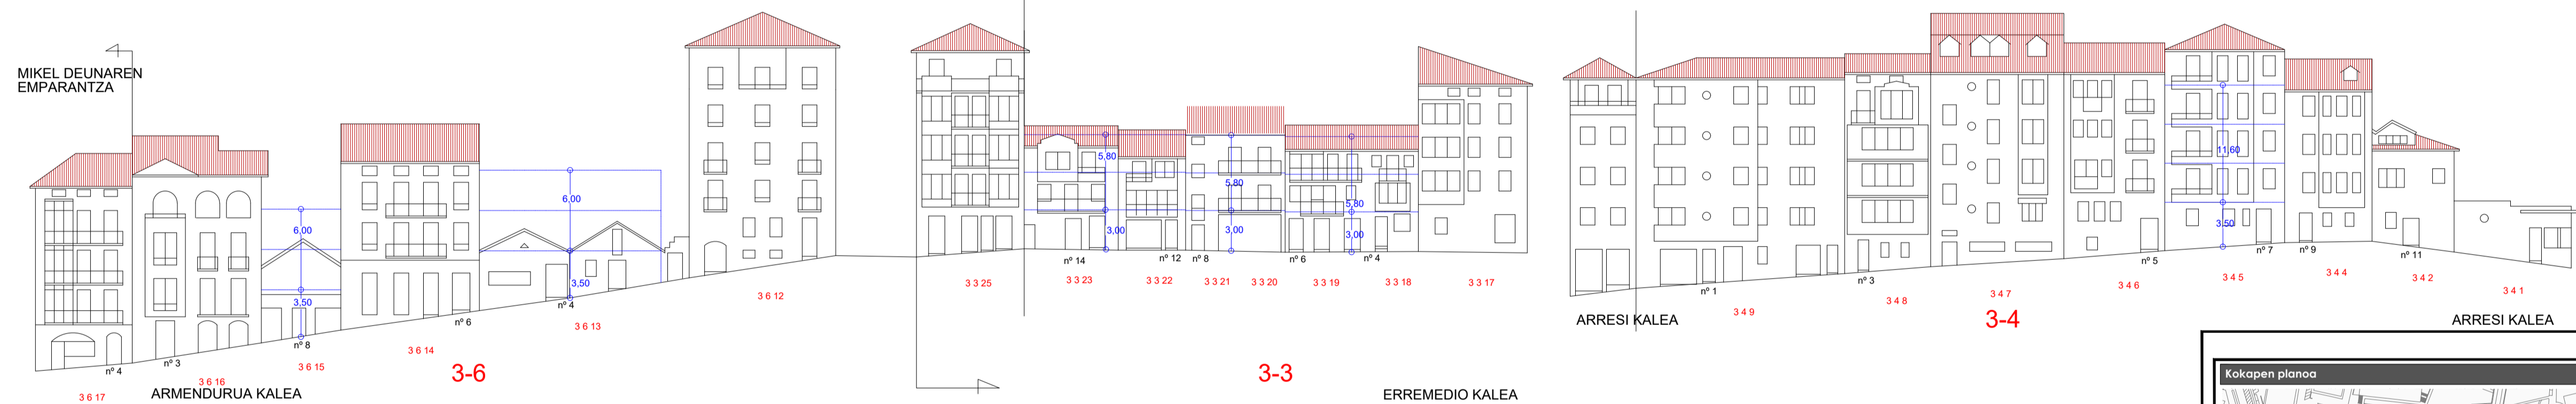 MIKEL DEUNAREN
EMPARANTZA
6,00
3,50
6,00
3,50
nº 4
nº 3
nº 8
nº 6
nº 4
3 6 17
3 6 16
3 6 15
3 6 14
3 6 13
3 6 12
3-6
ARMENDURUA KALEA
5,80
3,00
5,80
3,00
5,80
3,00
nº 14
nº 12
nº 8
nº 6
nº 4
3 3 25
3 3 23
3 3 22
3 3 21
3 3 20
3 3 19
3 3 18
3 3 17
3-3
ERREMEDIO KALEA
11,60
3,50
nº 1
nº 3
nº 5
nº 7
nº 9
nº 11
3 4 9
3 4 8
3 4 7
3 4 6
3 4 5
3 4 4
3 4 2
3 4 1
ARRESI KALEA
3-4
ARRESI KALEA
Kokapen planoa